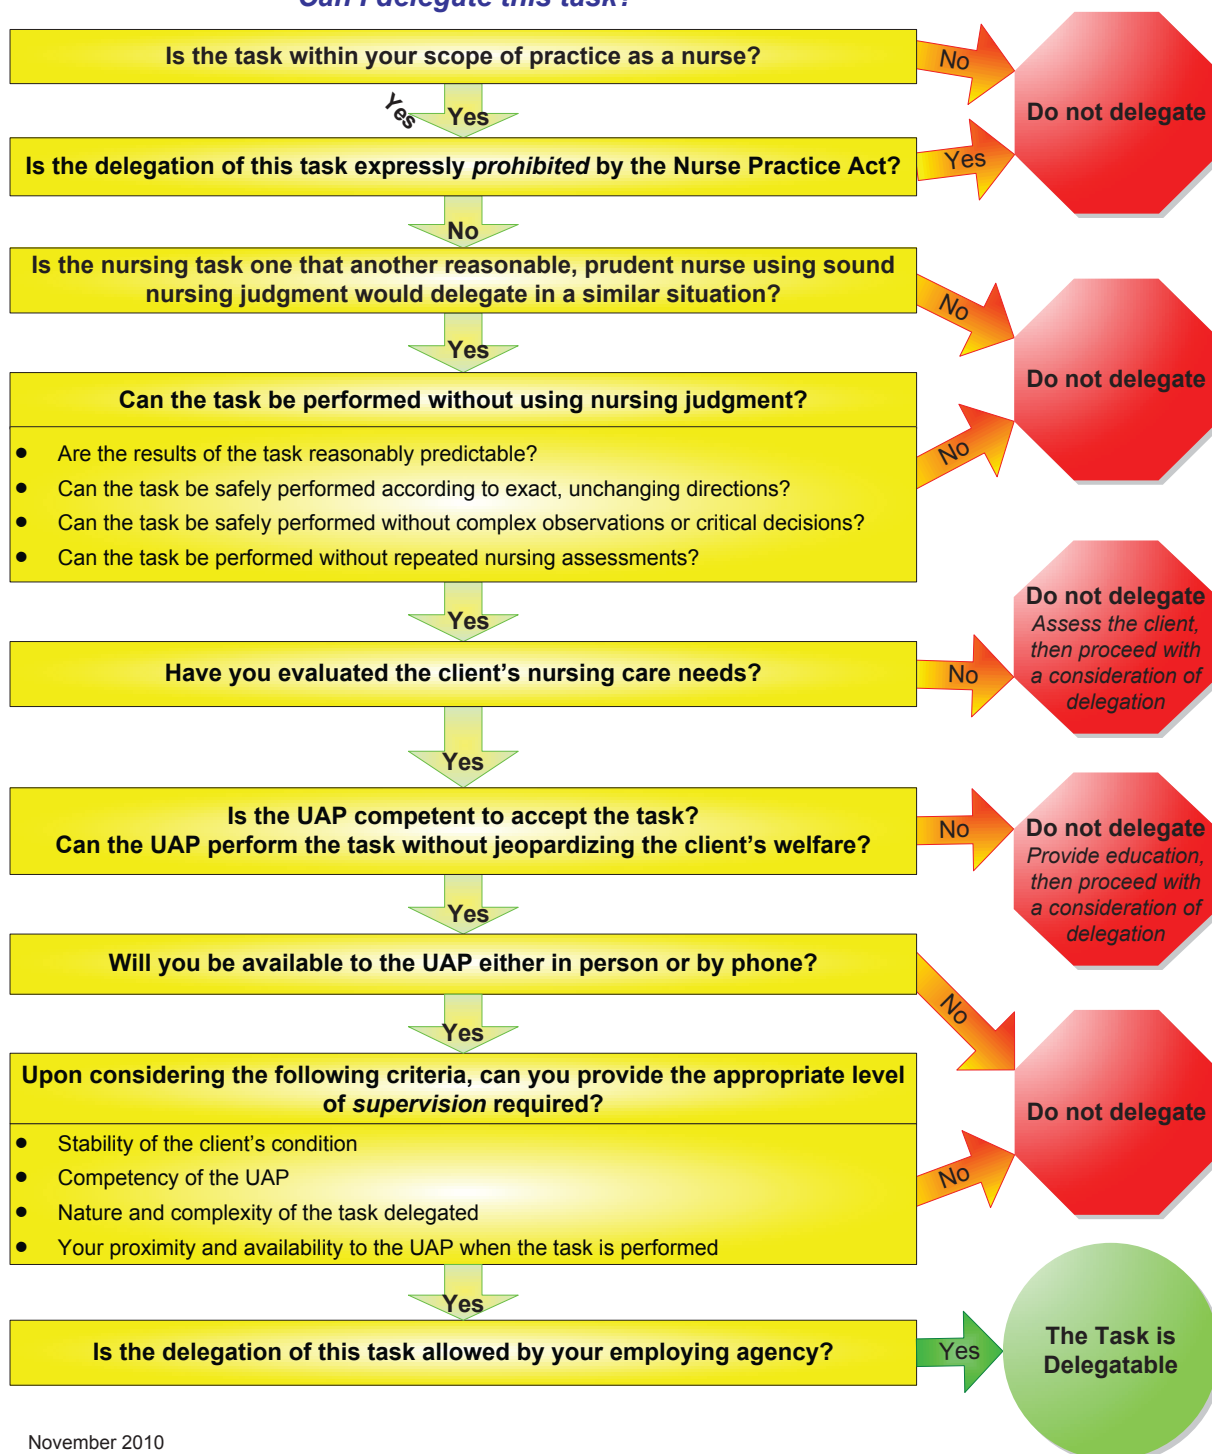 Can I delegate this task?
Is the task within your scope of practice as a nurse?
No
Do not delegate
Yes
Yes
Is the delegation of this task expressly prohibited by the Nurse Practice Act?
Yes
No
Is the nursing task one that another reasonable, prudent nurse using sound
nursing judgment would delegate in a similar situation?
No
Do not delegate
Yes
Can the task be performed without using nursing judgment?
No
• Are the results of the task reasonably predictable?
• Can the task be safely performed according to exact, unchanging directions?
• Can the task be safely performed without complex observations or critical decisions?
• Can the task be performed without repeated nursing assessments?
Yes
Have you evaluated the client's nursing care needs?
No
Do not delegate
Assess the client,
then proceed with
a consideration of
delegation
Yes
Is the UAP competent to accept the task?
Can the UAP perform the task without jeopardizing the client's welfare?
No
Do not delegate
Provide education,
then proceed with
a consideration of
delegation
Yes
Will you be available to the UAP either in person or by phone?
No
Yes
Upon considering the following criteria, can you provide the appropriate level
of supervision required?
Do not delegate
• Stability of the client's condition
• Competency of the UAP
• Nature and complexity of the task delegated
• Your proximity and availability to the UAP when the task is performed
No
Yes
Is the delegation of this task allowed by your employing agency?
Yes
The Task is
Delegatable
November 2010